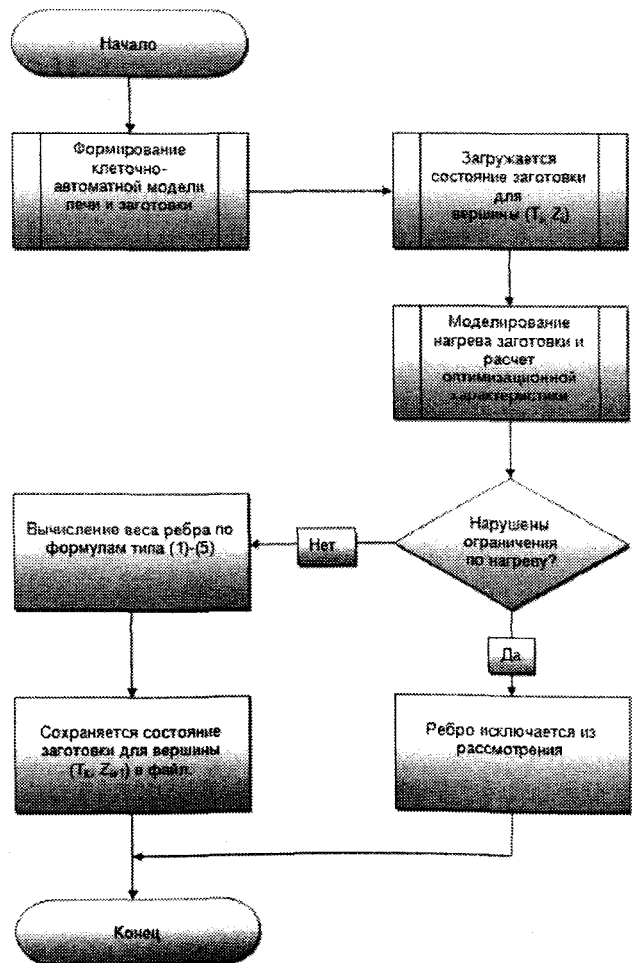 Начало
Формирование
клеточно-
автоматной модели
печи и заготовки
Загружается
состояние заготовки
для
вершины
Моделирование
нагрева заготовки и
расчет
оптимизационной
характеристики
Нарушены
ограничения
по нагреву?
Нет
Вычисление веса ребра по
формулам типа (1)-(5)
Да
Сохраняется состояние
заготовки для вершины
в файл.
Ребро исключается из
рассмотрения
Конец